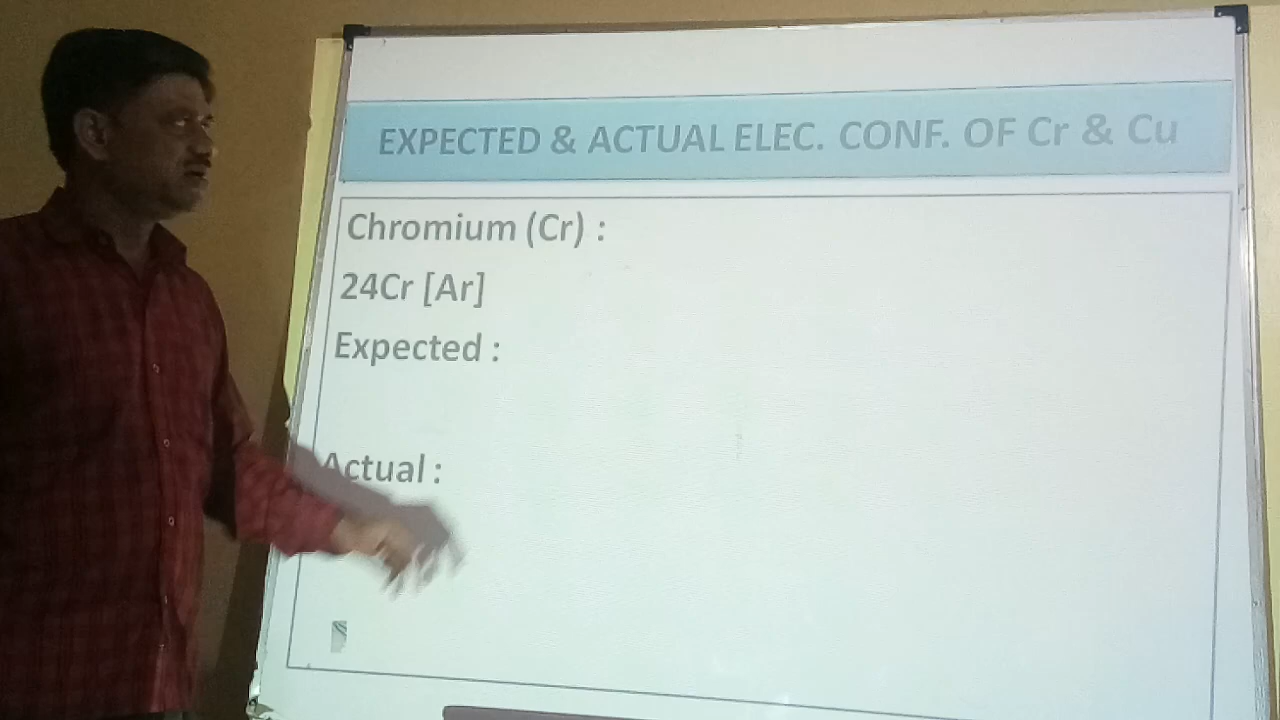 EXPECTED & ACTUAL ELEC. CONF. OF Cr & Cu
Chromium (Cr) :
24Cr [Ar]
Expected :
Actual :